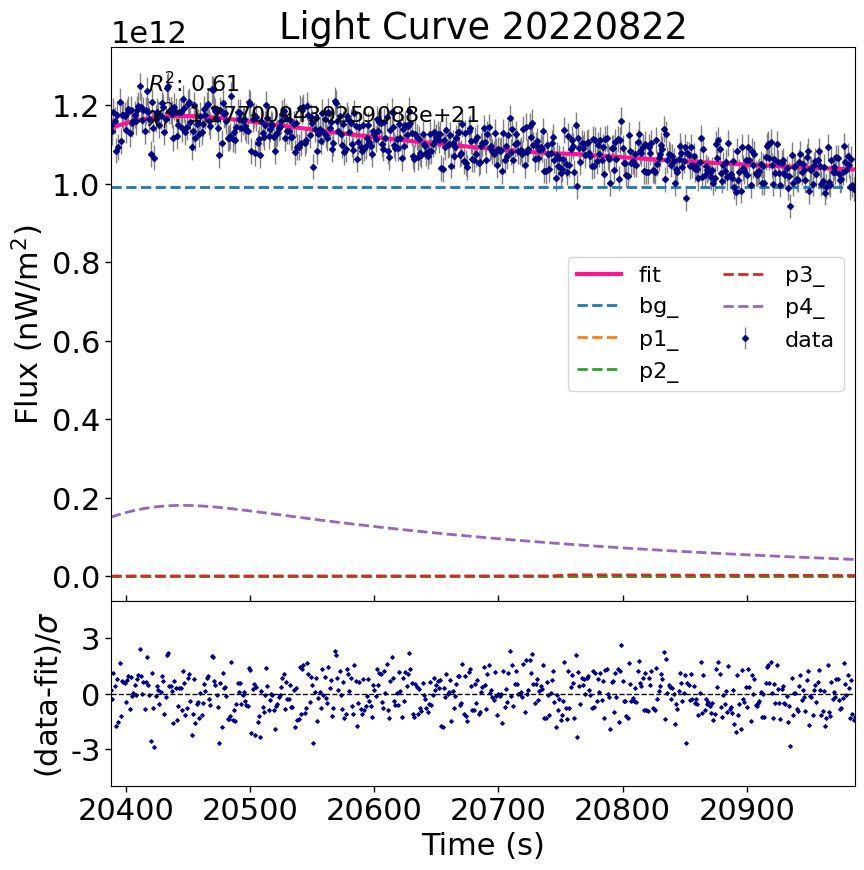 Light Curve 20220822
1e12
R²: 0.61
1.2
1.0
0.8
0.6
0.4
0.2
0.0
Flux (nW/m²)
fit
bg_
p1_
p2_
p3_
p4_
data
3
0
-3
(data-fit)/σ
20400 20500 20600 20700 20800 20900
Time (s)